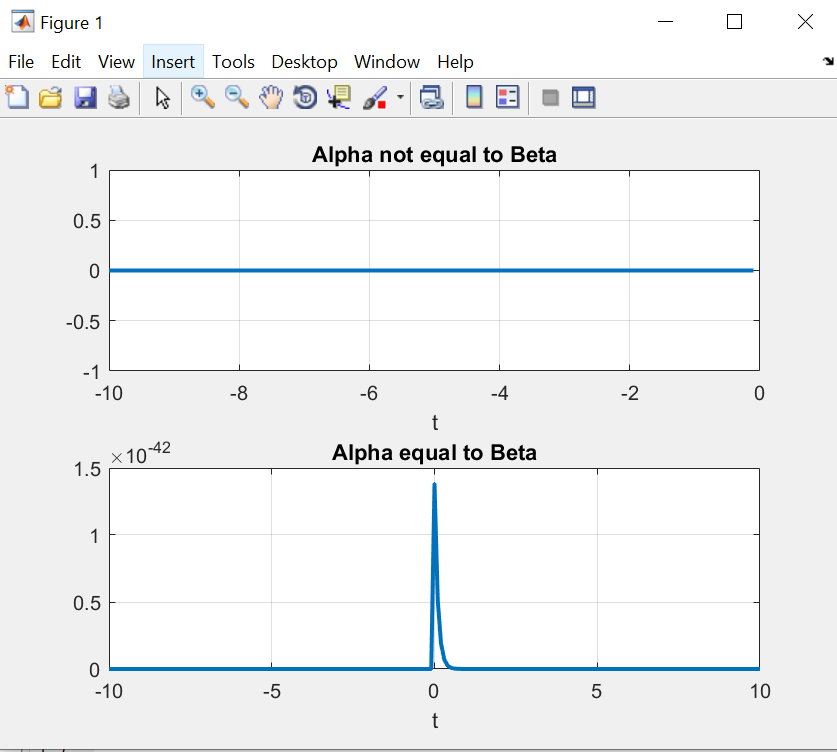 Figure 1
File Edit View Insert Tools Desktop Window Help
Alpha not equal to Beta
1
0.5
0
-0.5
-1
-10 -8 -6 -4 -2 0
t
×10^-42
Alpha equal to Beta
1.5
1
0.5
0
-10 -5 0 5 10
t